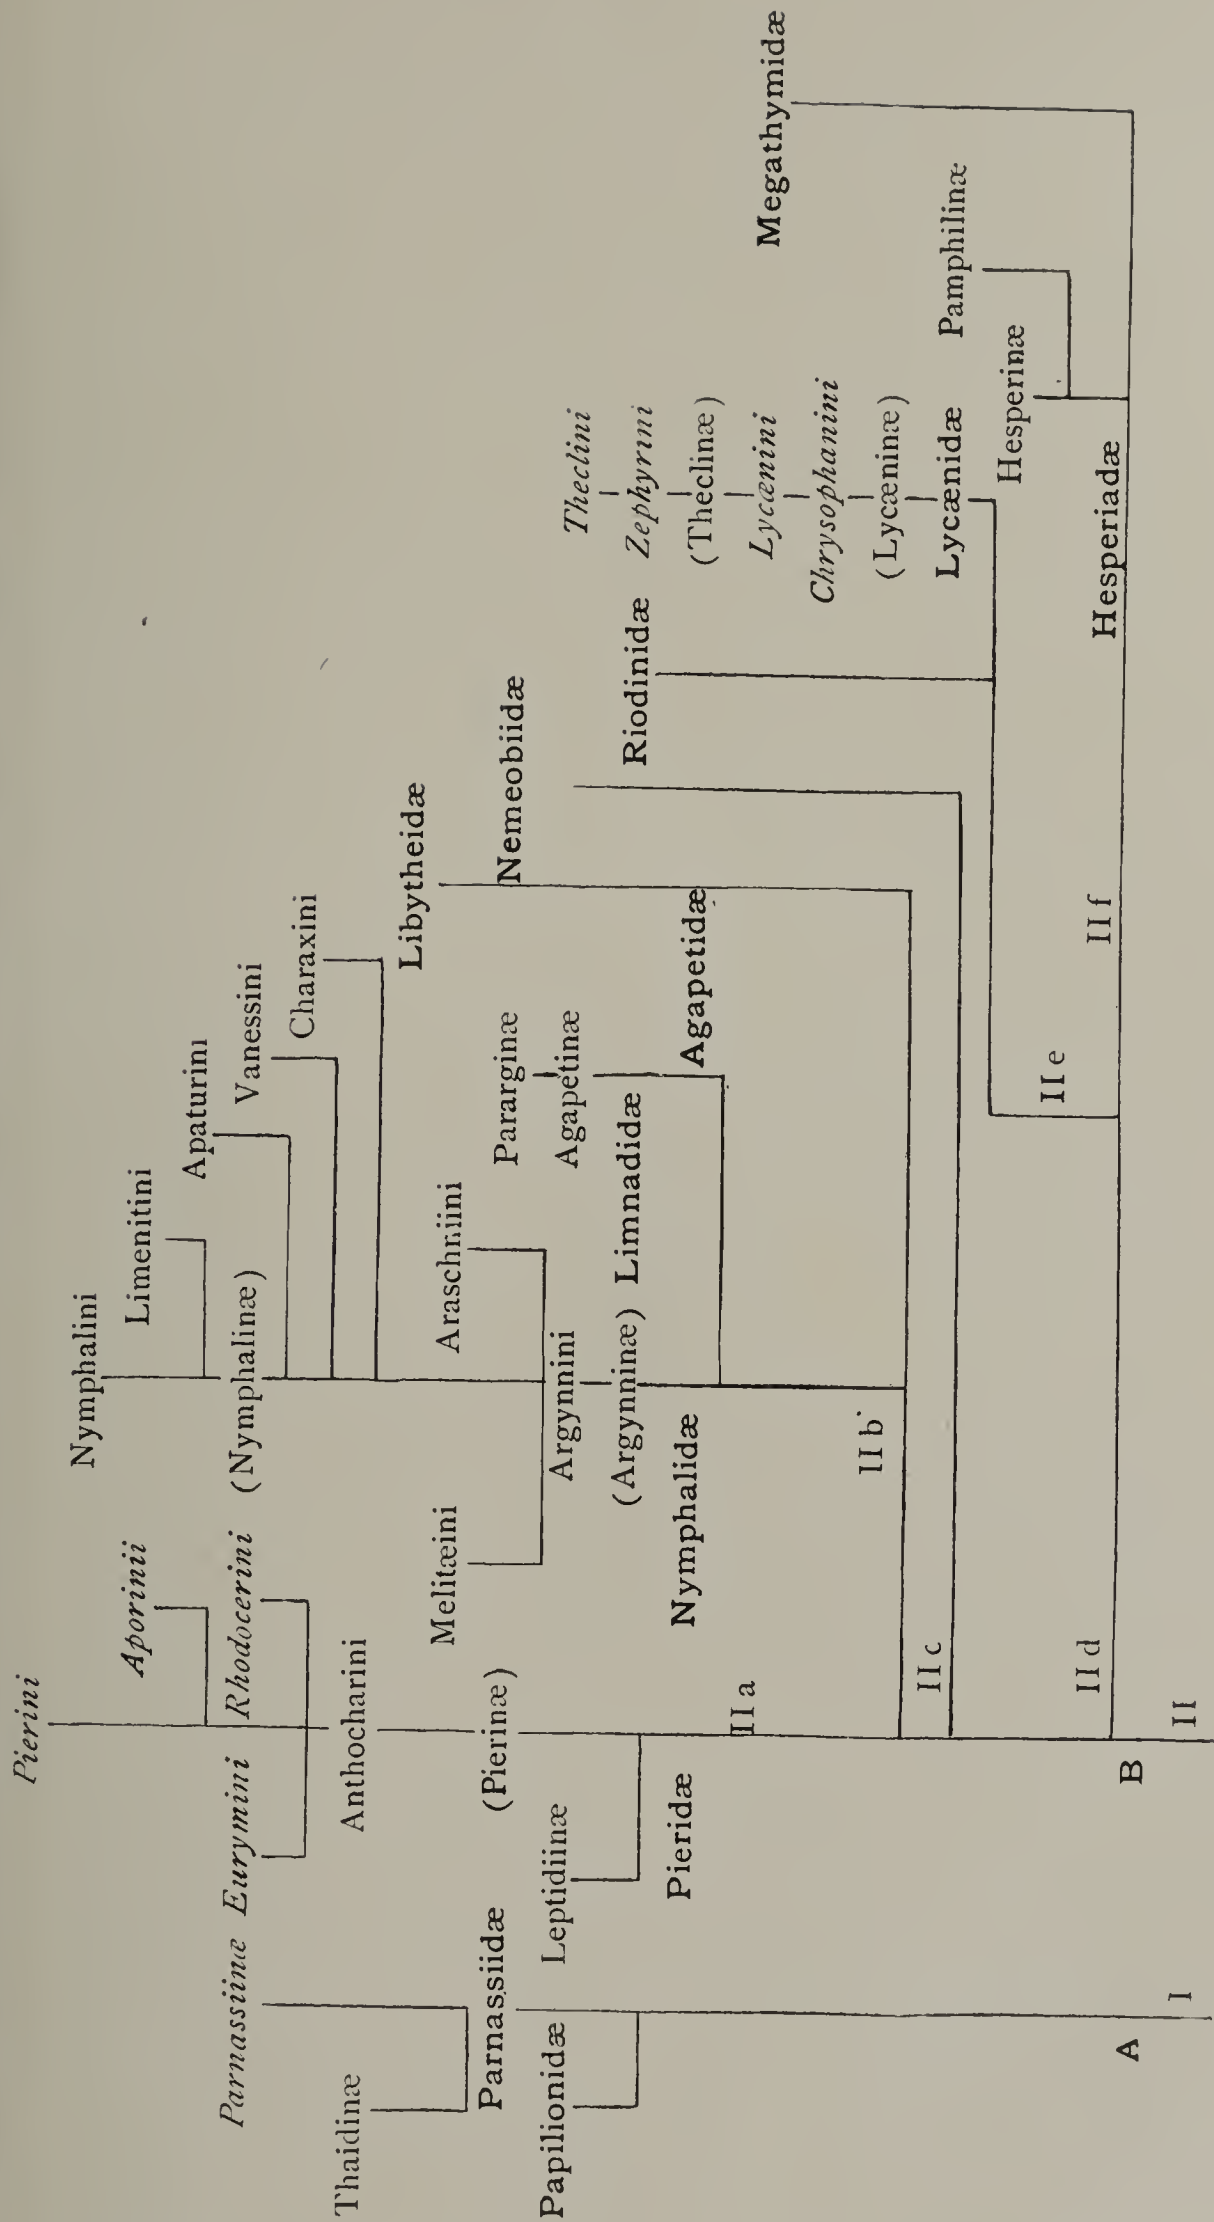 Pierini
Aporinii
Parnassiinæ
Eurymini
Rhodocerini
Thaidinæ
Anthocharini
Parnassiidæ
(Pierinæ)
Papilionidæ
Leptidiinæ
Pieridæ
II a
A
I
B
II
Nymphalini
Limenitini
Apaturini
(Nymphalinæ)
Vanessini
Charaxini
Libytheidæ
Melitæini
Araschniini
Pararginæ
Nemeobiidæ
Argynnini
Agapetinæ
(Argynninæ)
Limnadidæ
Nymphalidæ
Agapetidæ
II b
II c
II d
II e
II f
Theclini
Riodinidæ
Zephyrini
(Theclinæ)
Lycænini
Chrysophanini
(Lycæninæ)
Lycænidæ
Megathymidæ
Pamphilinæ
Hesperinæ
Hesperiadæ